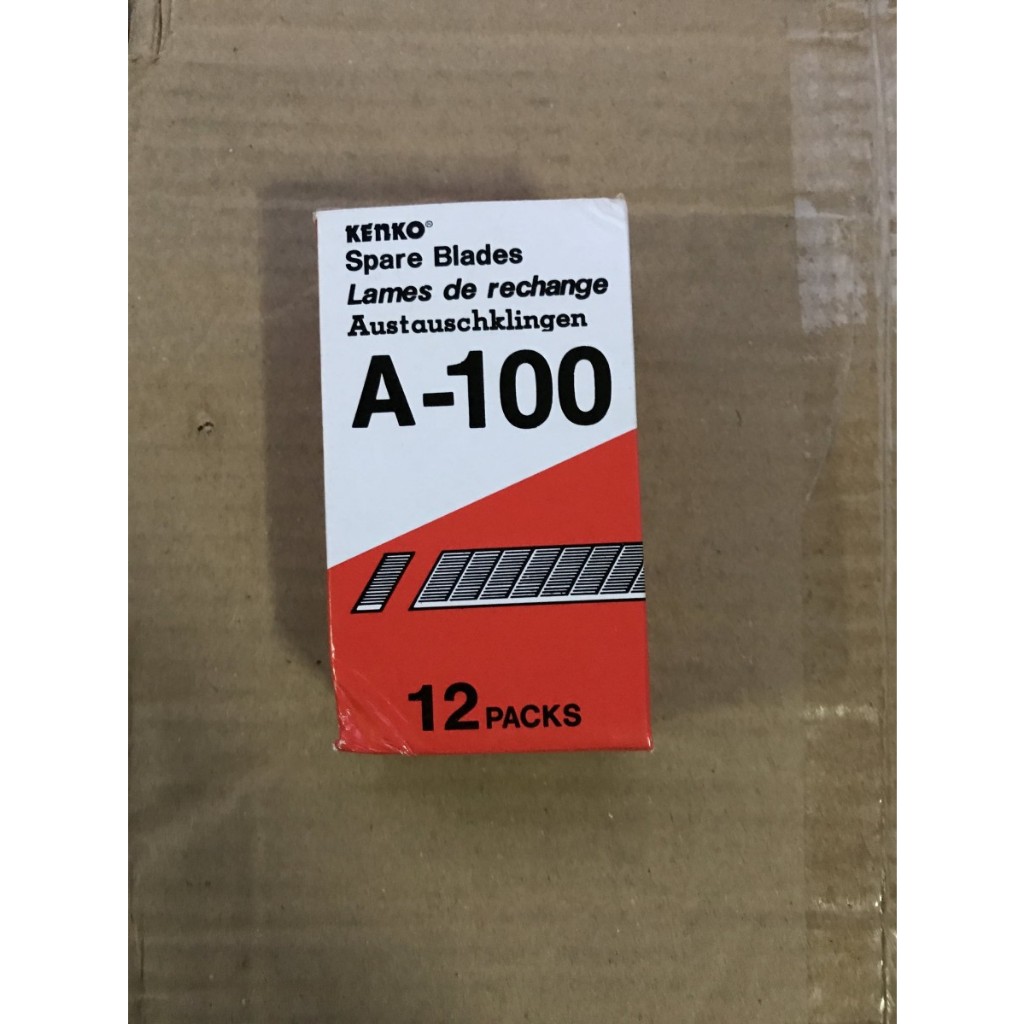 KENKO®
Spare Blades
Lames de rechange
Austauschklingen
A-100
12 PACKS